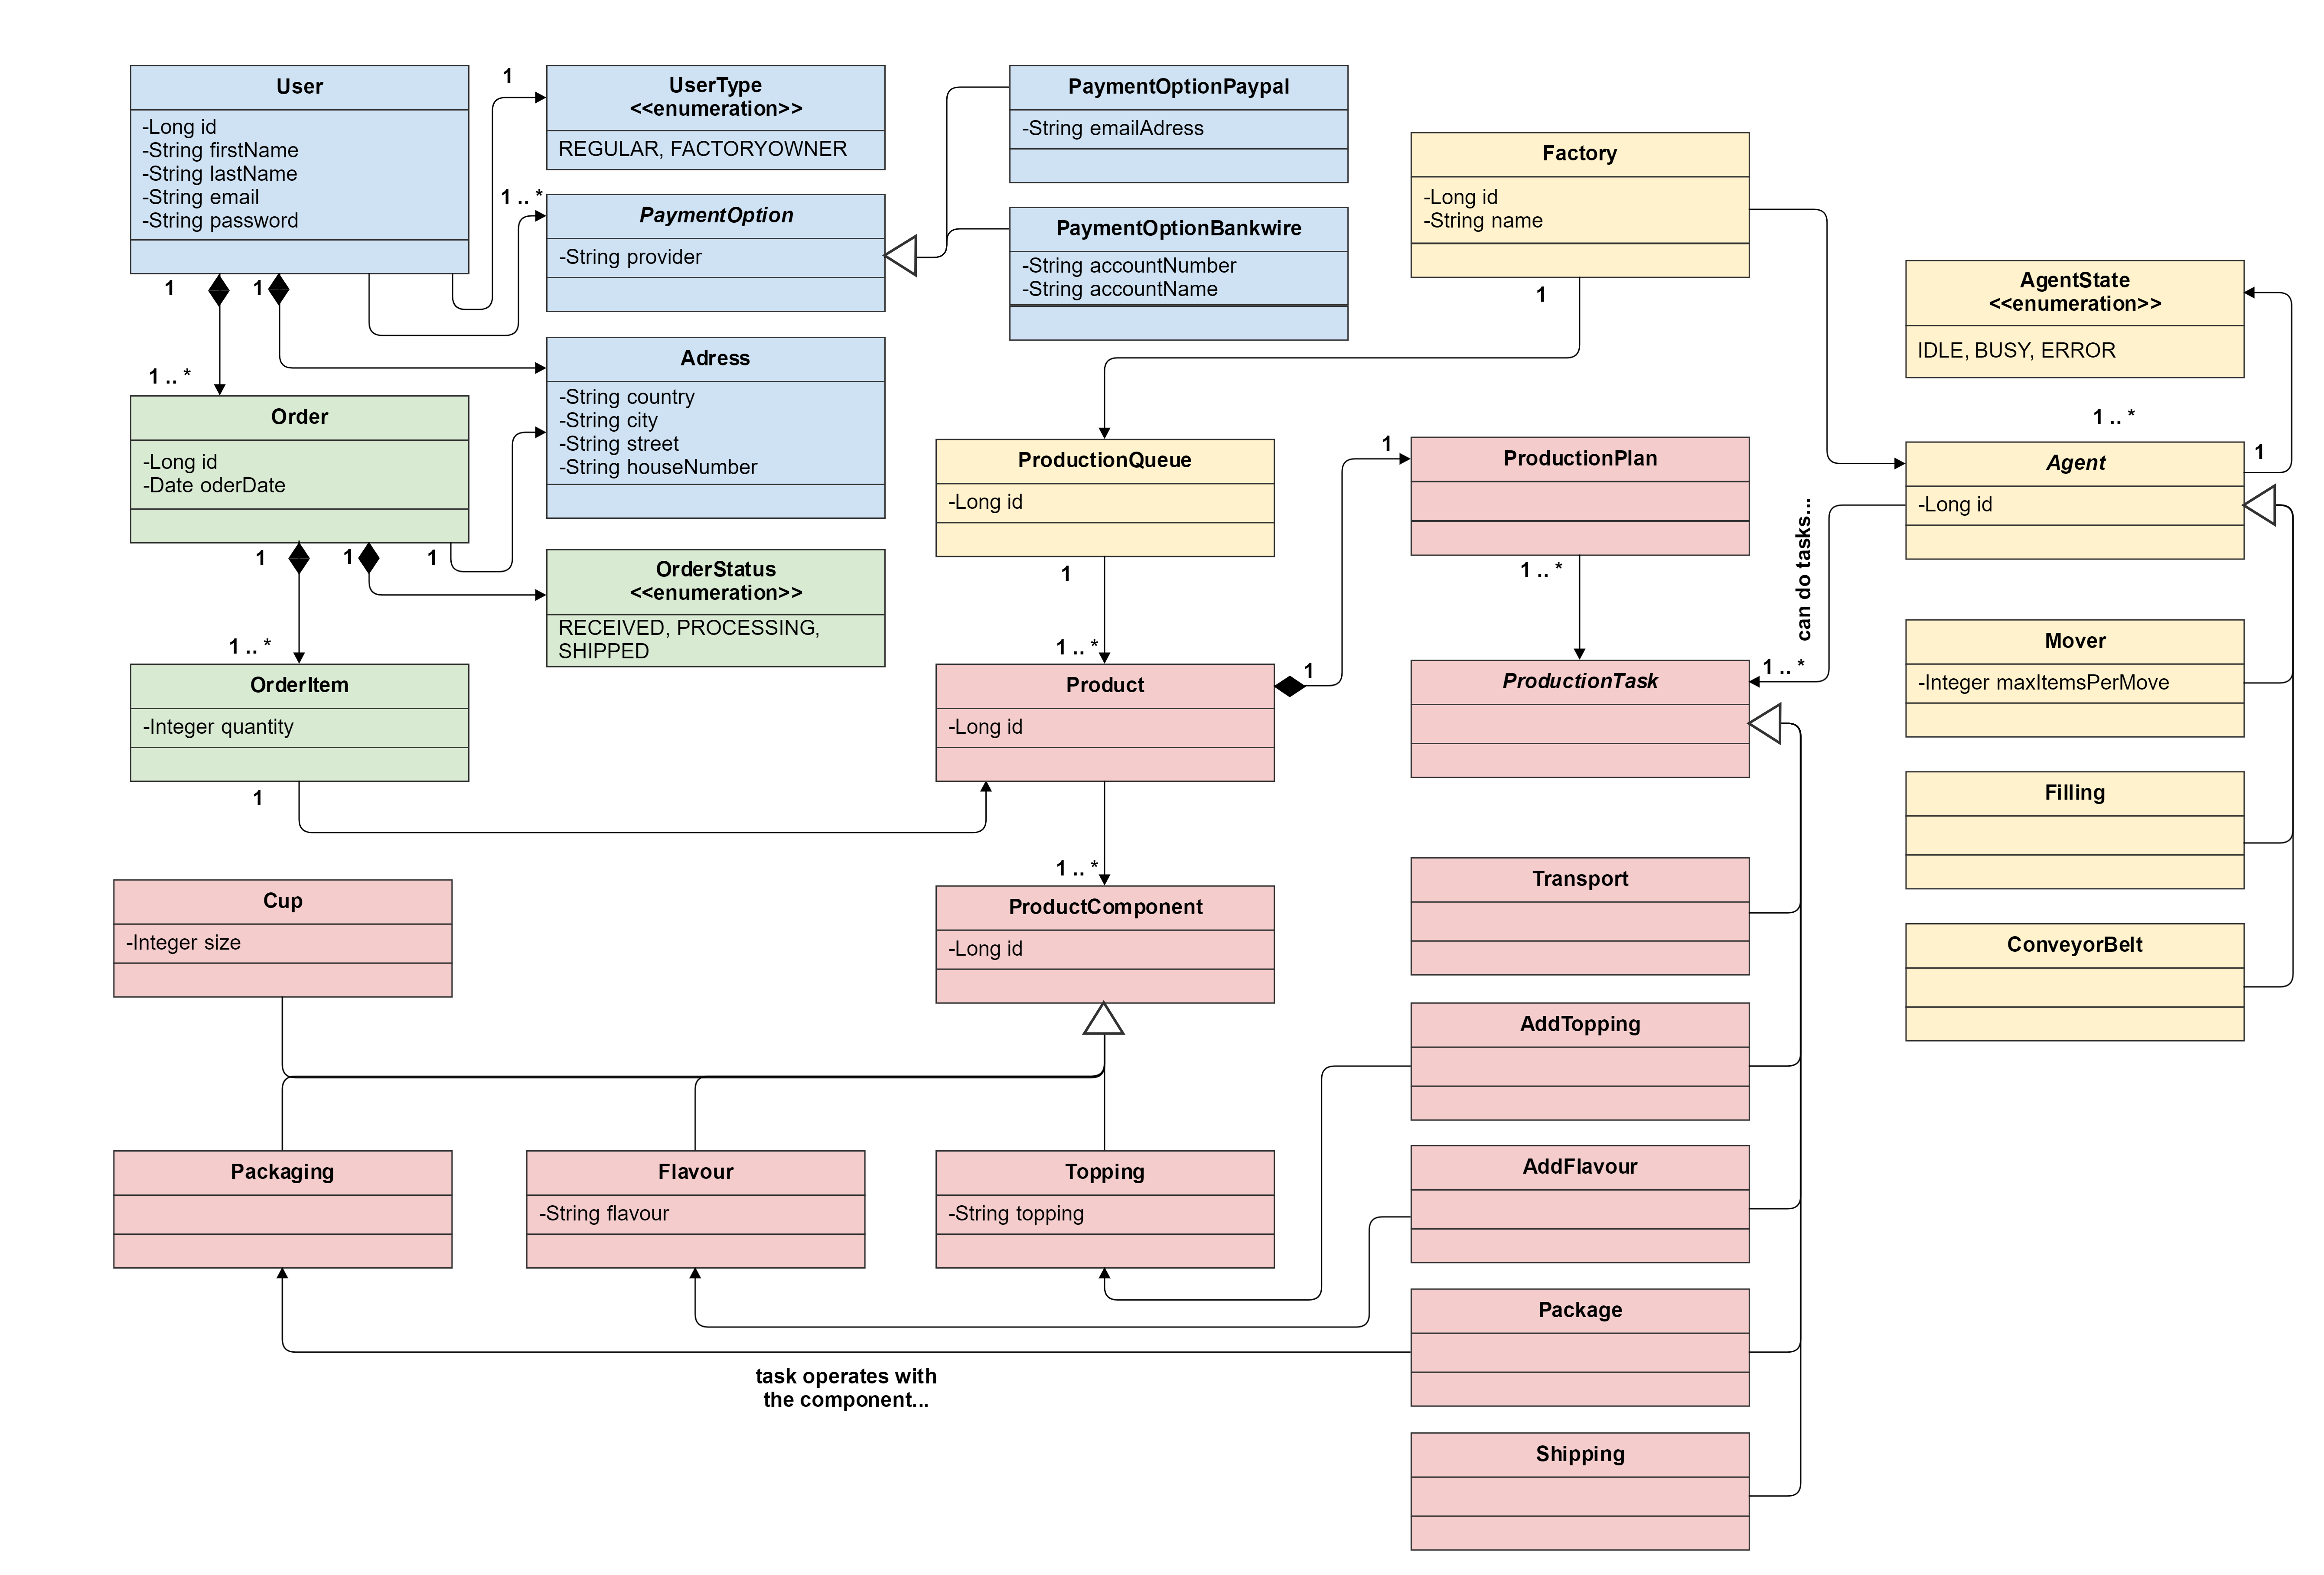 User
-Long id
-String firstName
-String lastName
-String email
-String password
1
1
1 .. *
1
UserType
<<enumeration>>
REGULAR, FACTORYOWNER
1 .. *
PaymentOption
-String provider
PaymentOptionPaypal
-String emailAdress
PaymentOptionBankwire
-String accountNumber
-String accountName
Adress
-String country
-String city
-String street
-String houseNumber
Order
-Long id
-Date oderDate
1
1
1
1 .. *
OrderStatus
<<enumeration>>
RECEIVED, PROCESSING,
SHIPPED
OrderItem
-Integer quantity
1
Factory
-Long id
-String name
1
AgentState
<<enumeration>>
IDLE, BUSY, ERROR
1 .. *
Agent
-Long id
1
can do tasks...
1 .. *
ProductionQueue
-Long id
1
1 .. *
ProductionPlan
1
1 .. *
Product
-Long id
1
1 .. *
ProductionTask
Mover
-Integer maxItemsPerMove
Filling
ConveyorBelt
ProductComponent
-Long id
Cup
-Integer size
Packaging
Flavour
-String flavour
Topping
-String topping
Transport
AddTopping
AddFlavour
Package
Shipping
task operates with
the component...